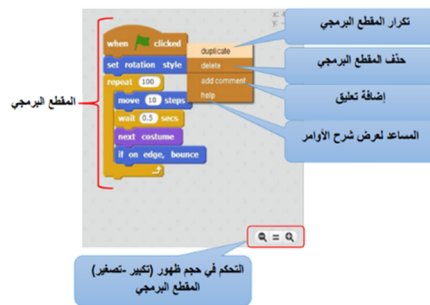 x:
y:
when clicked
set rotation style
repeat 100
move 10 steps
wait 0.5 secs
next costume
if on edge, bounce
duplicate
delete
add comment
help
تكرار المقطع البرمجي
حذف المقطع البرمجي
إضافة تعليق
المساعد لعرض شرح الأوامر
المقطع البرمجي
التحكم في حجم ظهور (تكبير -تصغير)
المقطع البرمجي